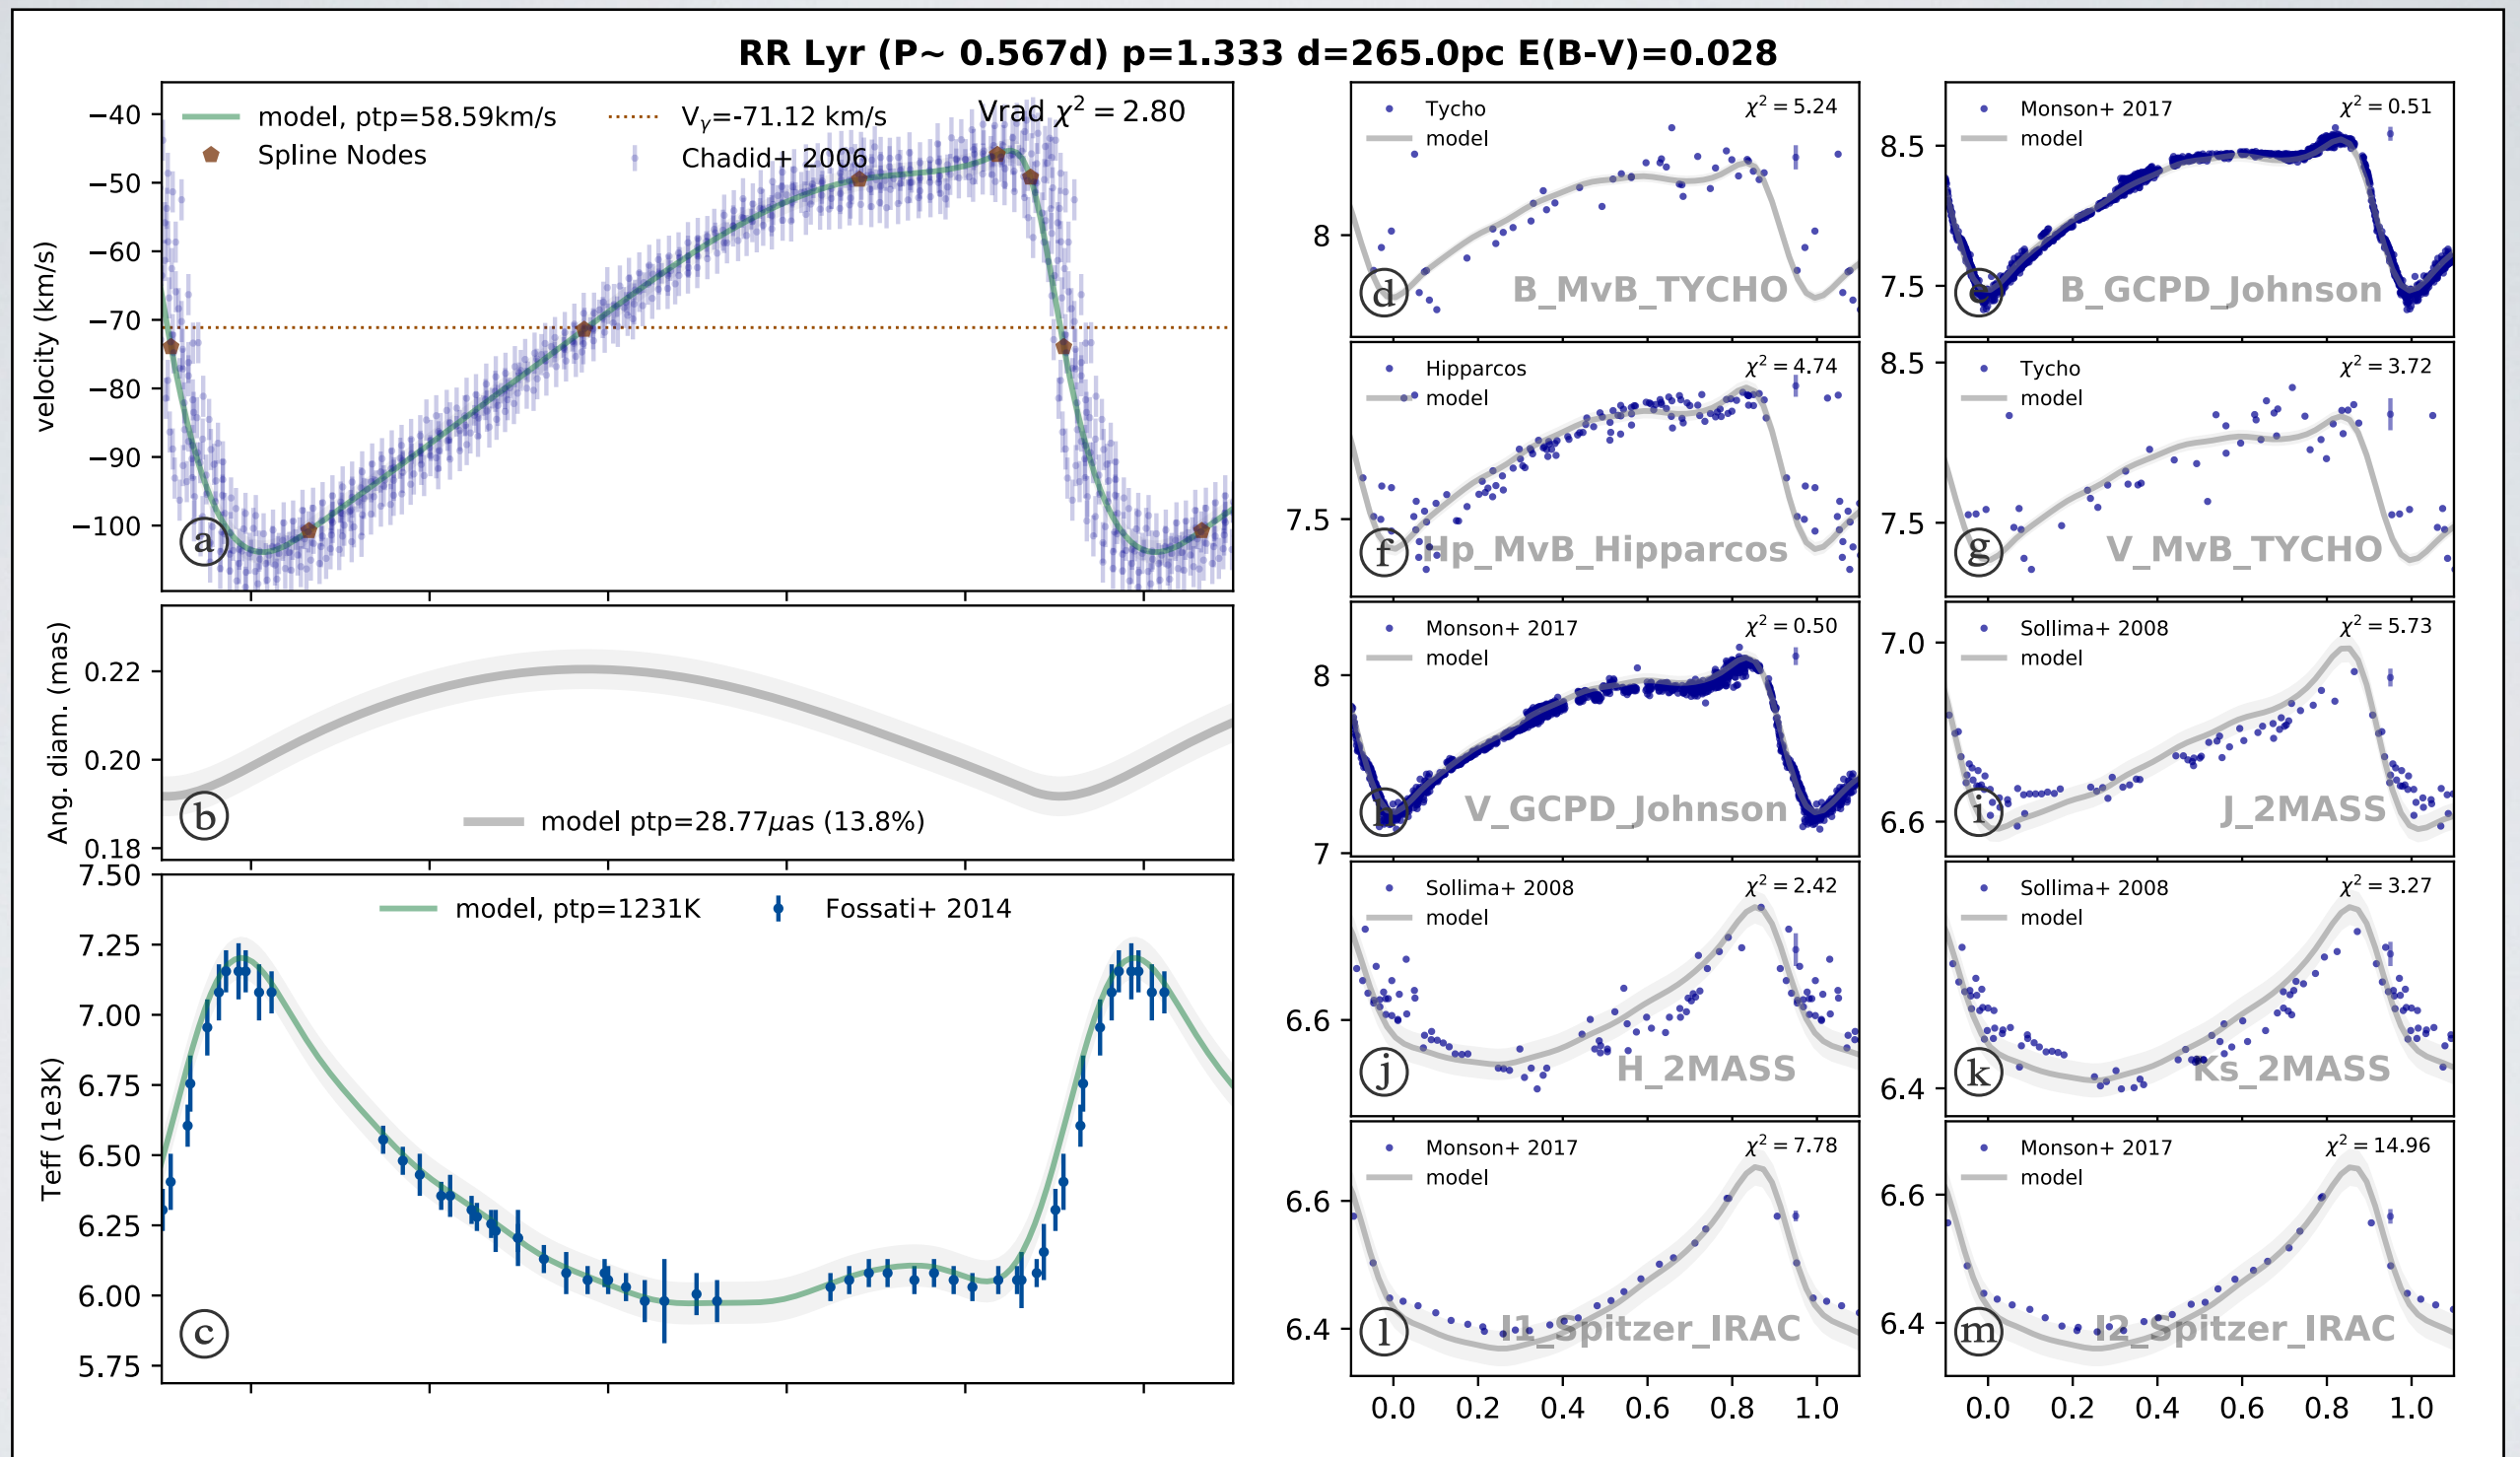 RR Lyr (P~ 0.567d) p=1.333 d=265.0pc E(B-V)=0.028
model, ptp=58.59km/s
Spline Nodes
Vγ=-71.12 km/s
Chadid+ 2006
Vrad χ² = 2.80
−40
−50
−60
−70
−80
−90
−100
velocity (km/s)
a
0.22
0.20
0.18
Ang. diam. (mas)
model ptp=28.77μas (13.8%)
b
7.50
7.25
7.00
6.75
6.50
6.25
6.00
5.75
Teff (1e3K)
model, ptp=1231K
Fossati+ 2014
c
Tycho
model
χ² = 5.24
8
d
B_MvB_TYCHO
Monson+ 2017
model
χ² = 0.51
8.5
7.5
e
B_GCPD_Johnson
Hipparcos
model
χ² = 4.74
7.5
f
Hp_MvB_Hipparcos
Tycho
model
χ² = 3.72
8.5
7.5
g
V_MvB_TYCHO
Monson+ 2017
model
χ² = 0.50
8
7
h
V_GCPD_Johnson
Sollima+ 2008
model
χ² = 5.73
7.0
6.6
i
J_2MASS
Sollima+ 2008
model
χ² = 2.42
6.6
j
H_2MASS
Sollima+ 2008
model
χ² = 3.27
6.4
k
Ks_2MASS
Monson+ 2017
model
χ² = 7.78
6.6
6.4
l
I1_Spitzer_IRAC
0.0 0.2 0.4 0.6 0.8 1.0
Monson+ 2017
model
χ² = 14.96
6.6
6.4
m
I2_Spitzer_IRAC
0.0 0.2 0.4 0.6 0.8 1.0